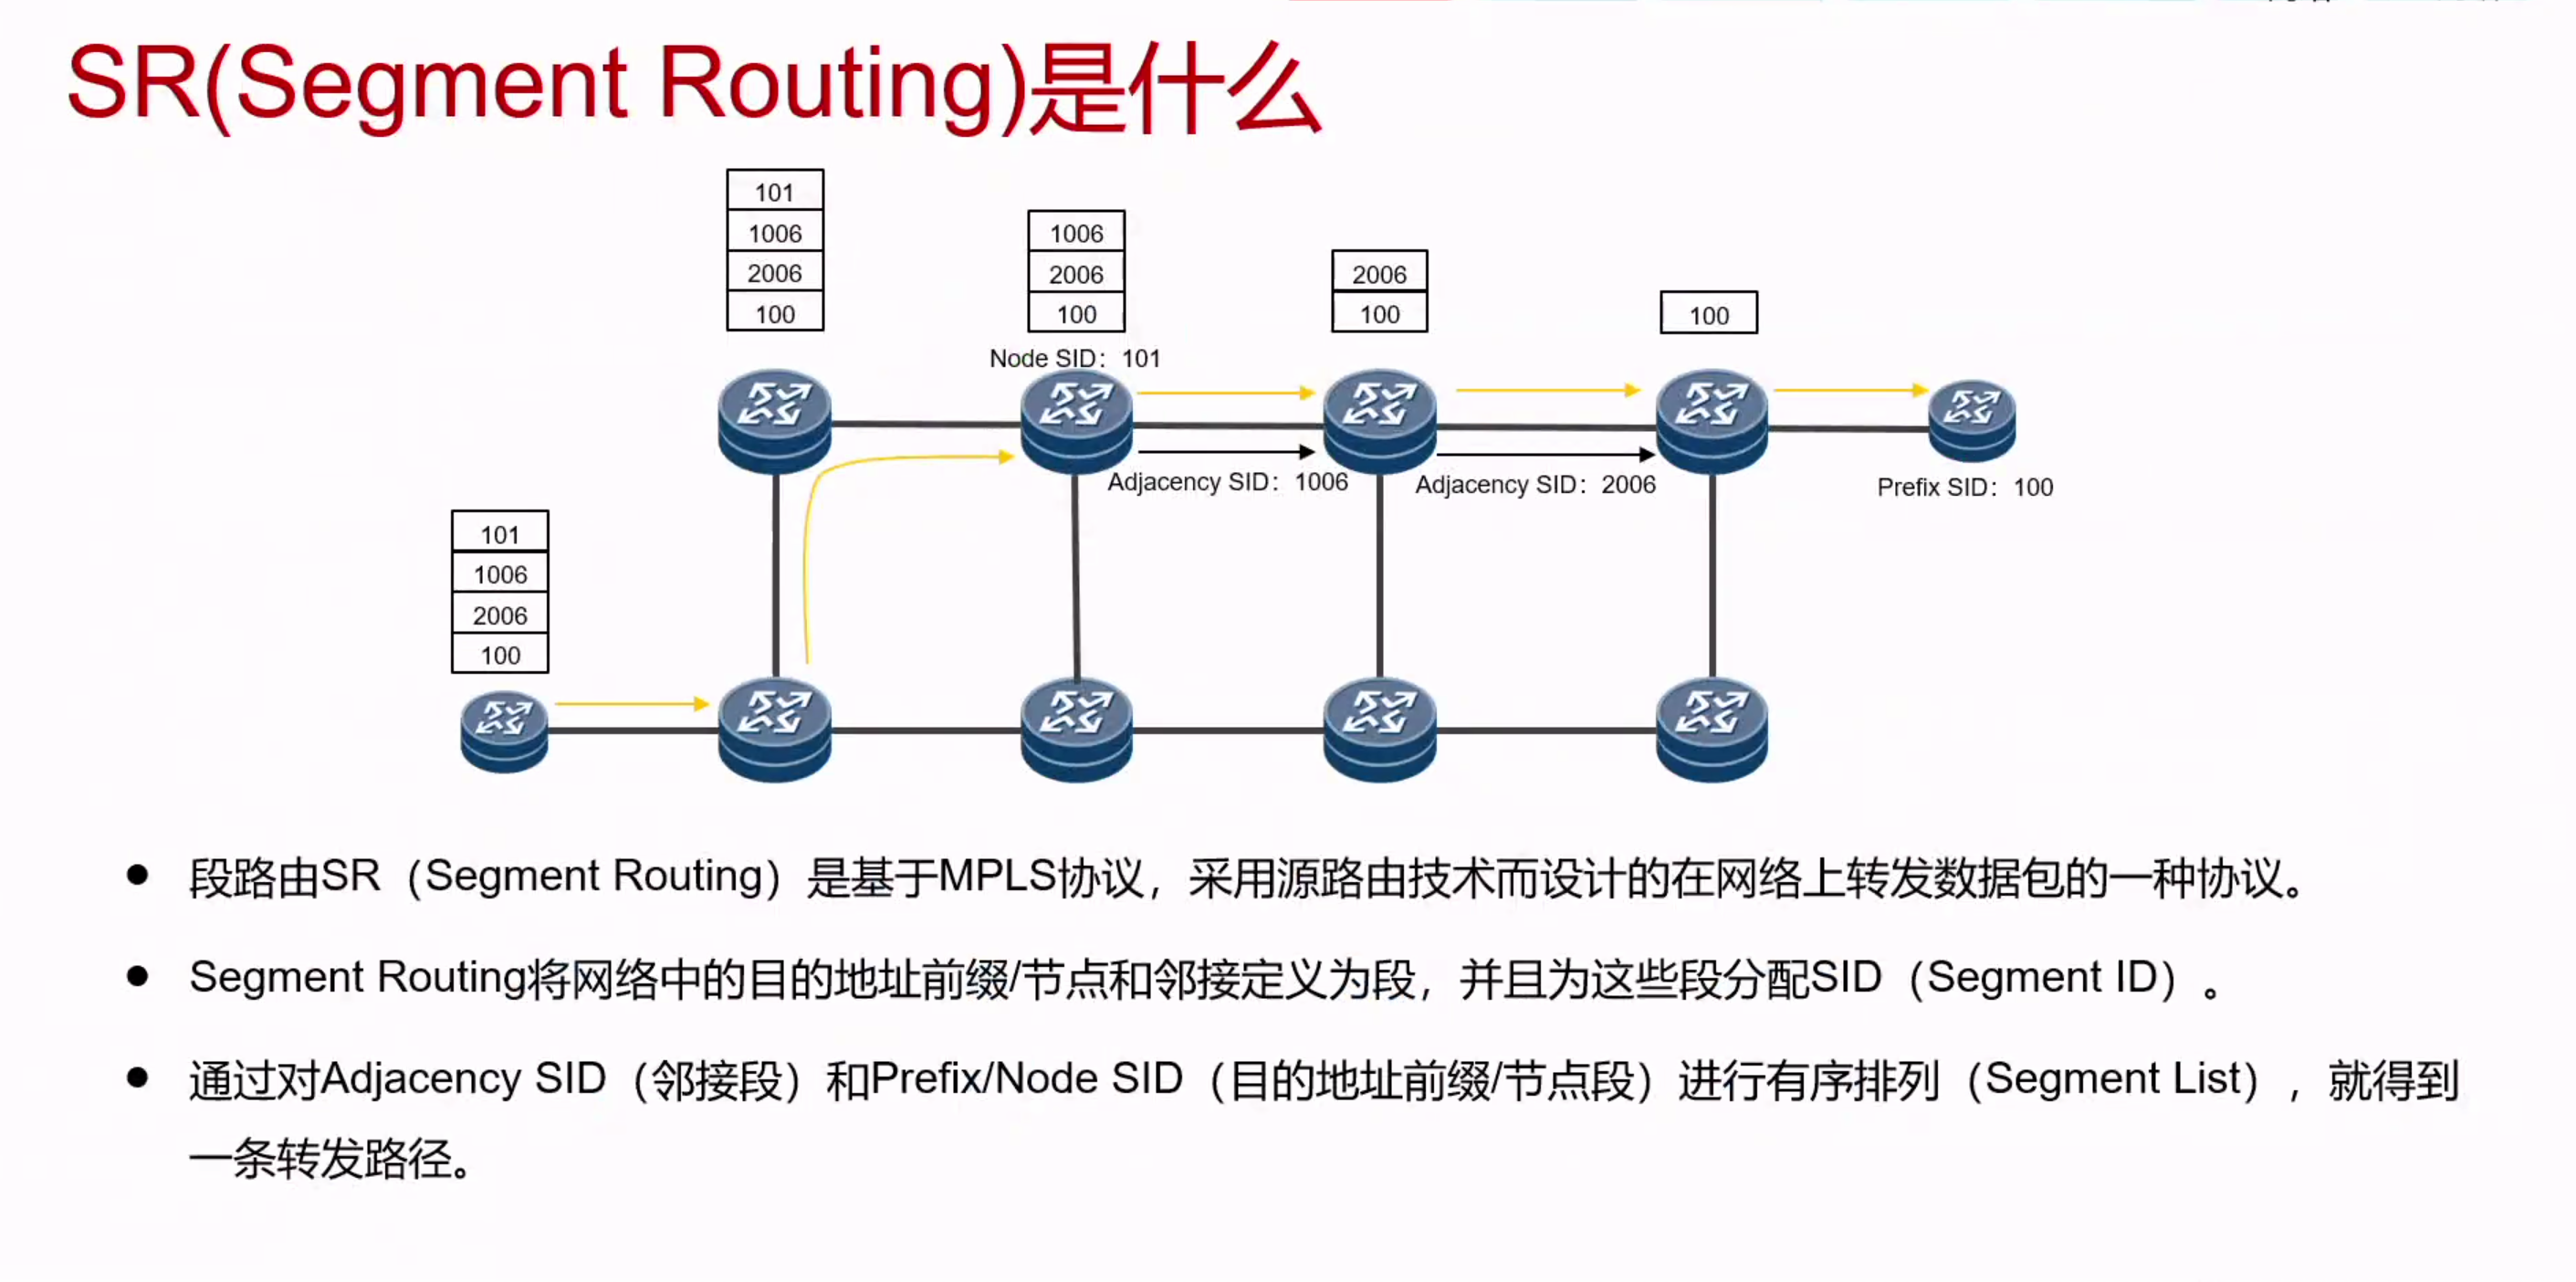 SR(Segment Routing)是什么
101
1006
2006
100
1006
2006
100
2006
100
100
Node SID：101
Adjacency SID：1006
Adjacency SID：2006
Prefix SID：100
101
1006
2006
100
段路由SR（Segment Routing）是基于MPLS协议，采用源路由技术而设计的在网络上转发数据包的一种协议。
Segment Routing将网络中的目的地址前缀/节点和邻接定义为段，并且为这些段分配SID（Segment ID）。
通过对Adjacency SID（邻接段）和Prefix/Node SID（目的地址前缀/节点段）进行有序排列（Segment List），就得到
一条转发路径。